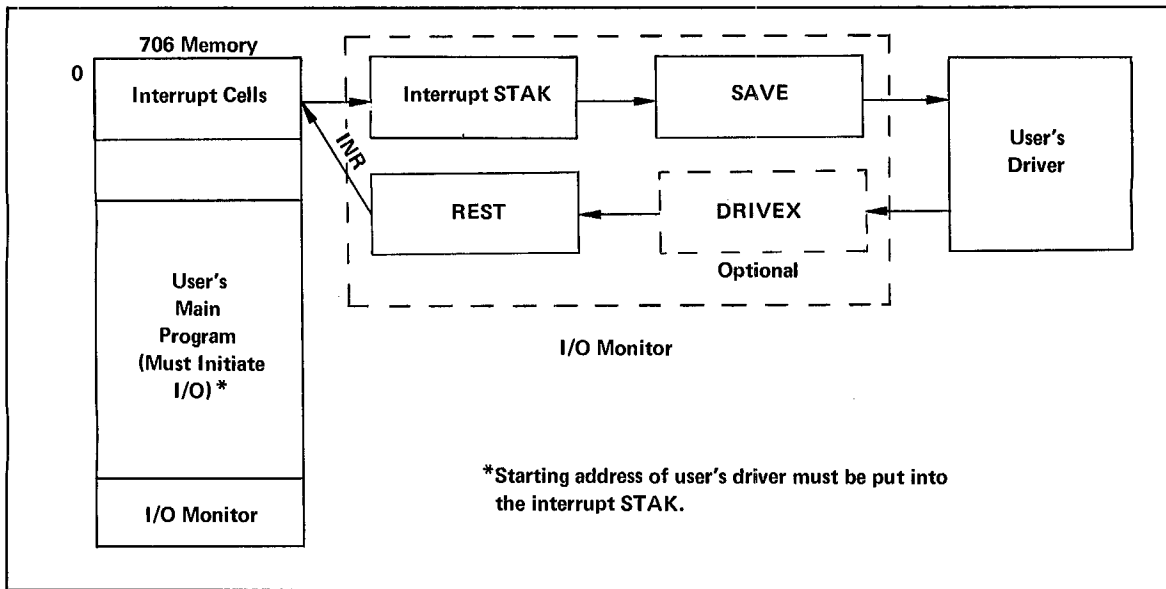 706 Memory
0
Interrupt Cells
Interrupt STAK
SAVE
User's
Driver
INR
REST
DRIVEX
Optional
User's
Main
Program
(Must Initiate
I/O) *
I/O Monitor
I/O Monitor
*Starting address of user's driver must be put into
the interrupt STAK.